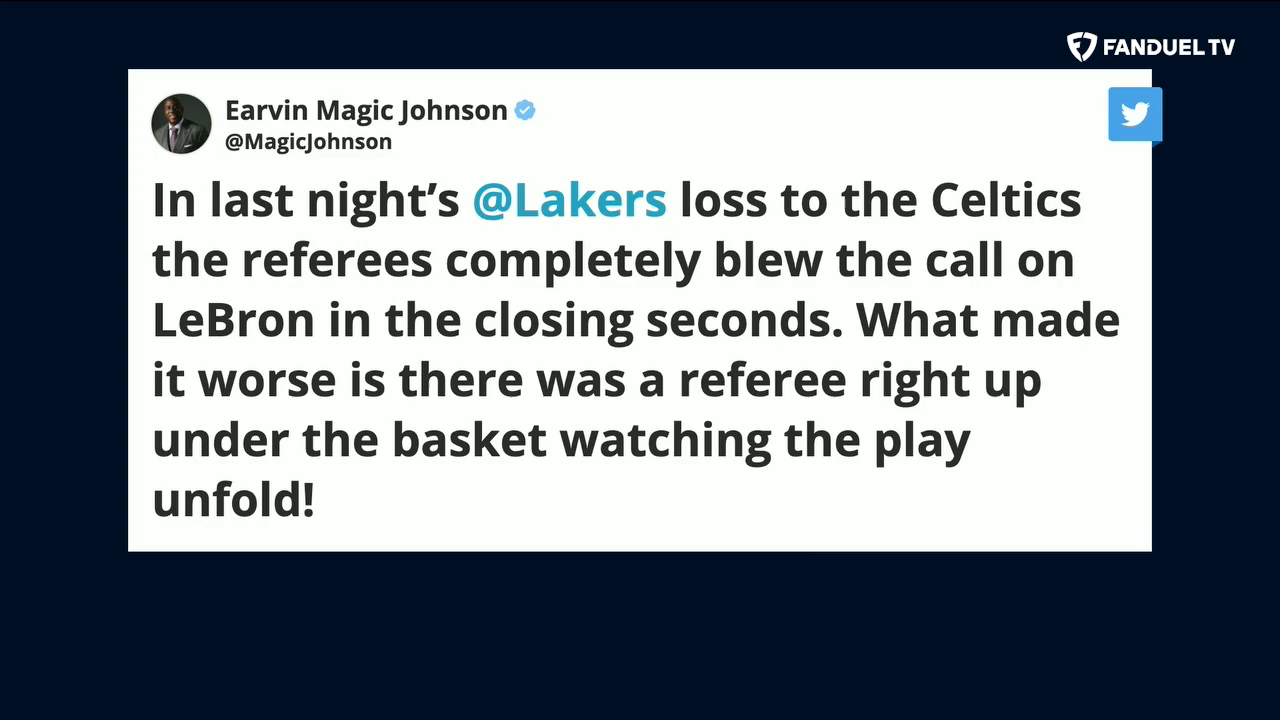 FANDUEL TV
Earvin Magic Johnson
@MagicJohnson
In last night’s @Lakers loss to the Celtics
the referees completely blew the call on
LeBron in the closing seconds. What made
it worse is there was a referee right up
under the basket watching the play
unfold!